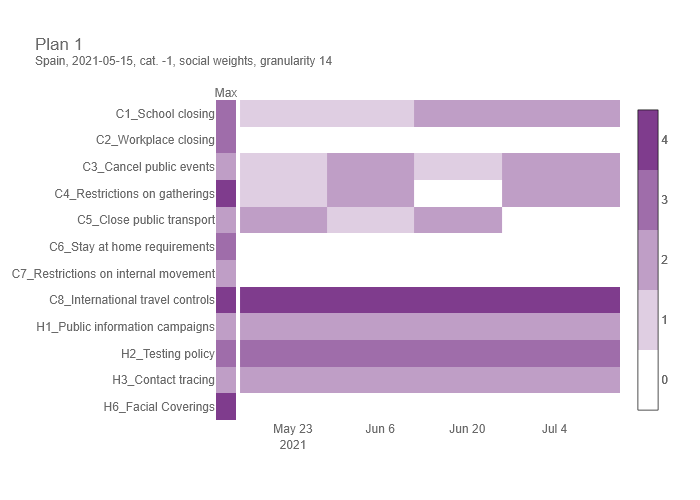 Plan 1
Spain, 2021-05-15, cat. -1, social weights, granularity 14
Max
C1_School closing
C2_Workplace closing
C3_Cancel public events
C4_Restrictions on gatherings
C5_Close public transport
C6_Stay at home requirements
C7_Restrictions on internal movement
C8_International travel controls
H1_Public information campaigns
H2_Testing policy
H3_Contact tracing
H6_Facial Coverings
May 23
2021
Jun 6
Jun 20
Jul 4
4
3
2
1
0